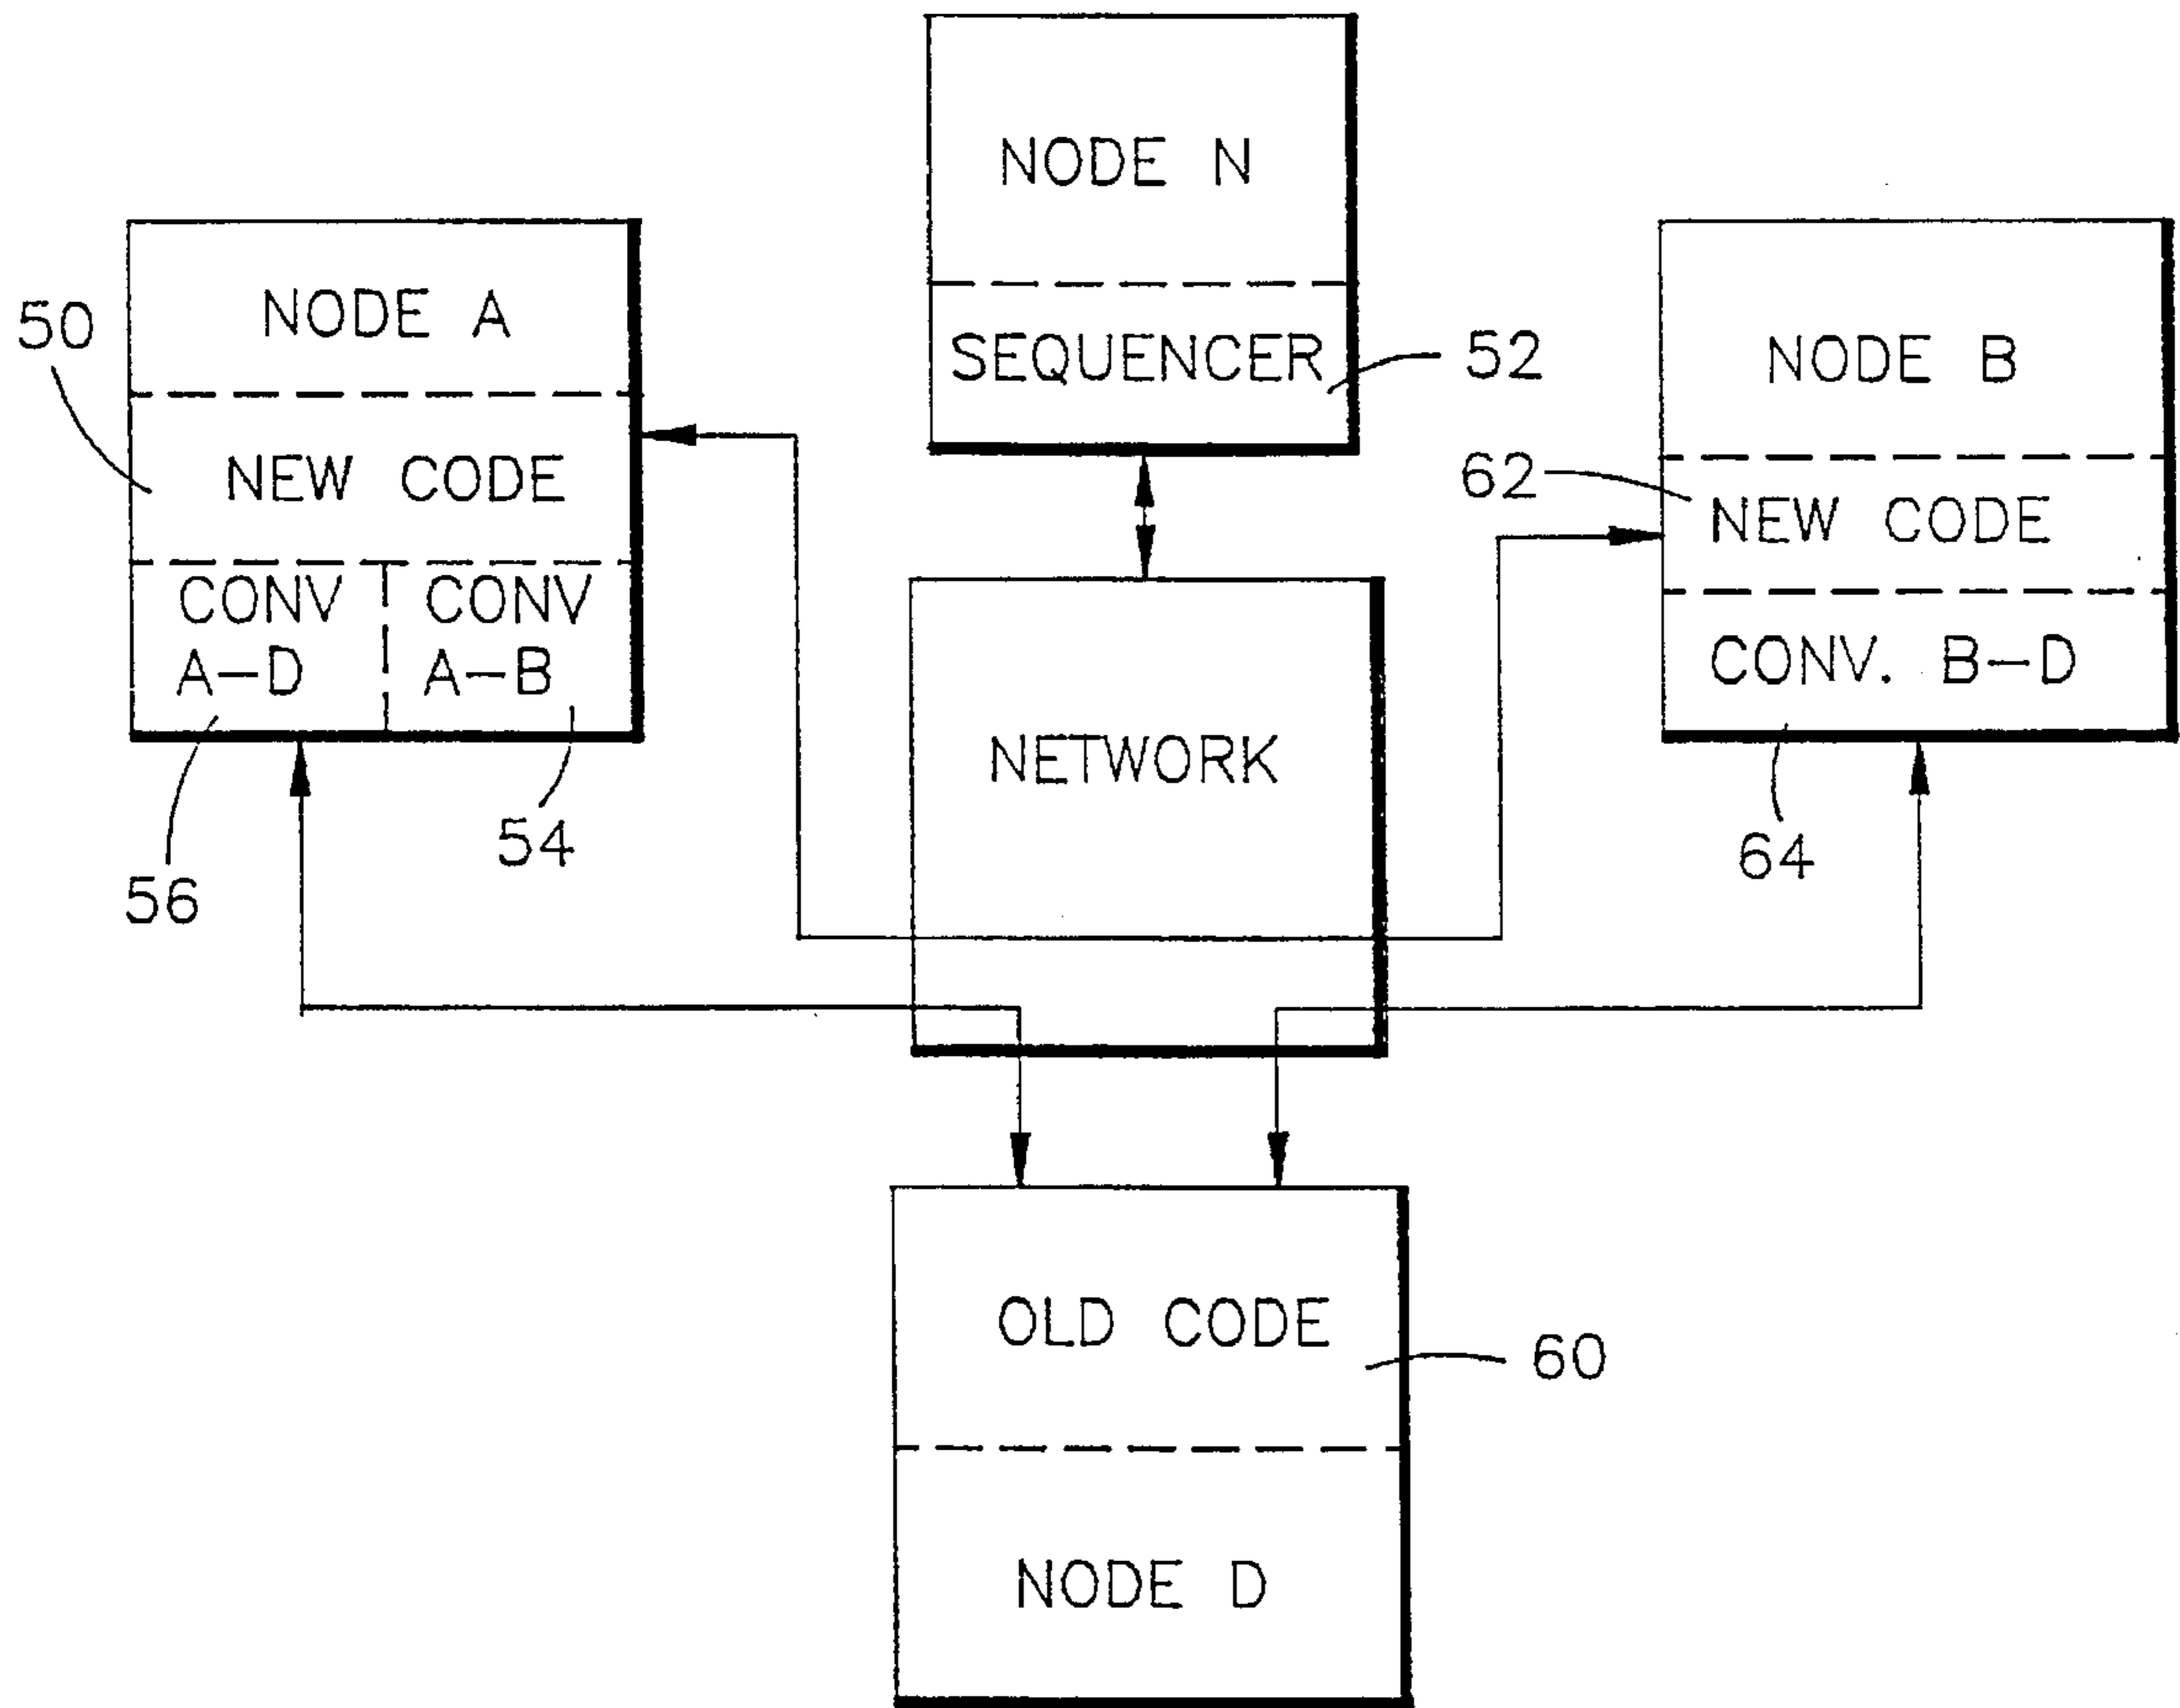 NODE N
SEQUENCER
52
NODE A
50
NEW CODE
CONV
A-D
CONV
A-B
56
54
NODE B
62
NEW CODE
CONV. B-D
64
NETWORK
OLD CODE
60
NODE D